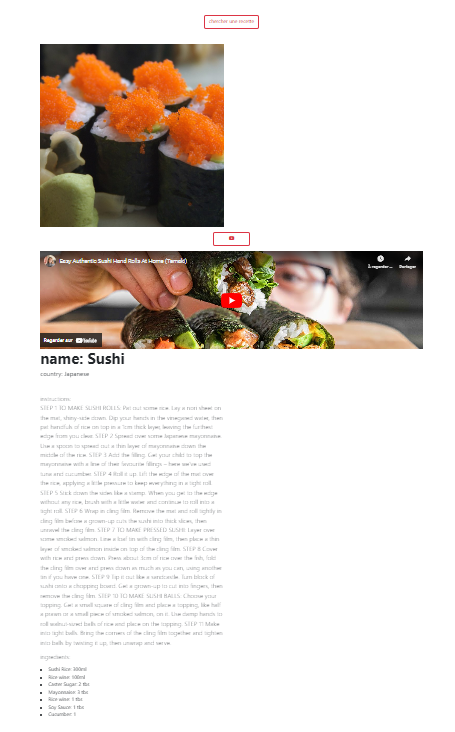 chercher une recette
Easy Authentic Sushi Hand Rolls At Home (Temaki)
À regarder ... Partager
Regarder sur YouTube
name: Sushi
country: Japanese
instructions:
STEP 1 TO MAKE SUSHI ROLLS: Pat out some rice. Lay a nori sheet on
the mat, shiny-side down. Dip your hands in the vinegared water, then
pat handfuls of rice on top in a 1cm thick layer, leaving the furthest
edge from you clear. STEP 2 Spread over some Japanese mayonnaise.
Use a spoon to spread out a thin layer of mayonnaise down the
middle of the rice. STEP 3 Add the filling. Get your child to top the
mayonnaise with a line of their favourite fillings – here we've used
tuna and cucumber. STEP 4 Roll it up. Lift the edge of the mat over
the rice, applying a little pressure to keep everything in a tight roll.
STEP 5 Stick down the sides like a stamp. When you get to the edge
without any rice, brush with a little water and continue to roll into a
tight roll. STEP 6 Wrap in cling film. Remove the mat and roll tightly in
cling film before a grown-up cuts the sushi into thick slices, then
unravel the cling film. STEP 7 TO MAKE PRESSED SUSHI: Layer over
some smoked salmon. Line a loaf tin with cling film, then place a thin
layer of smoked salmon inside on top of the cling film. STEP 8 Cover
with rice and press down. Press about 3cm of rice over the fish, fold
the cling film over and press down as much as you can, using another
tin if you have one. STEP 9 Tip it out like a sandcastle. Turn block of
sushi onto a chopping board. Get a grown-up to cut into fingers, then
remove the cling film. STEP 10 TO MAKE SUSHI BALLS: Choose your
topping. Get a small square of cling film and place a topping, like half
a prawn or a small piece of smoked salmon, on it. Use damp hands to
roll walnut-sized balls of rice and place on the topping. STEP 11 Make
into tight balls. Bring the corners of the cling film together and tighten
into balls by twisting it up, then unwrap and serve.
ingredients:
Sushi Rice: 300ml
Rice wine: 100ml
Caster Sugar: 2 tbs
Mayonnaise: 3 tbs
Rice wine: 1 tbs
Soy Sauce: 1 tbs
Cucumber: 1